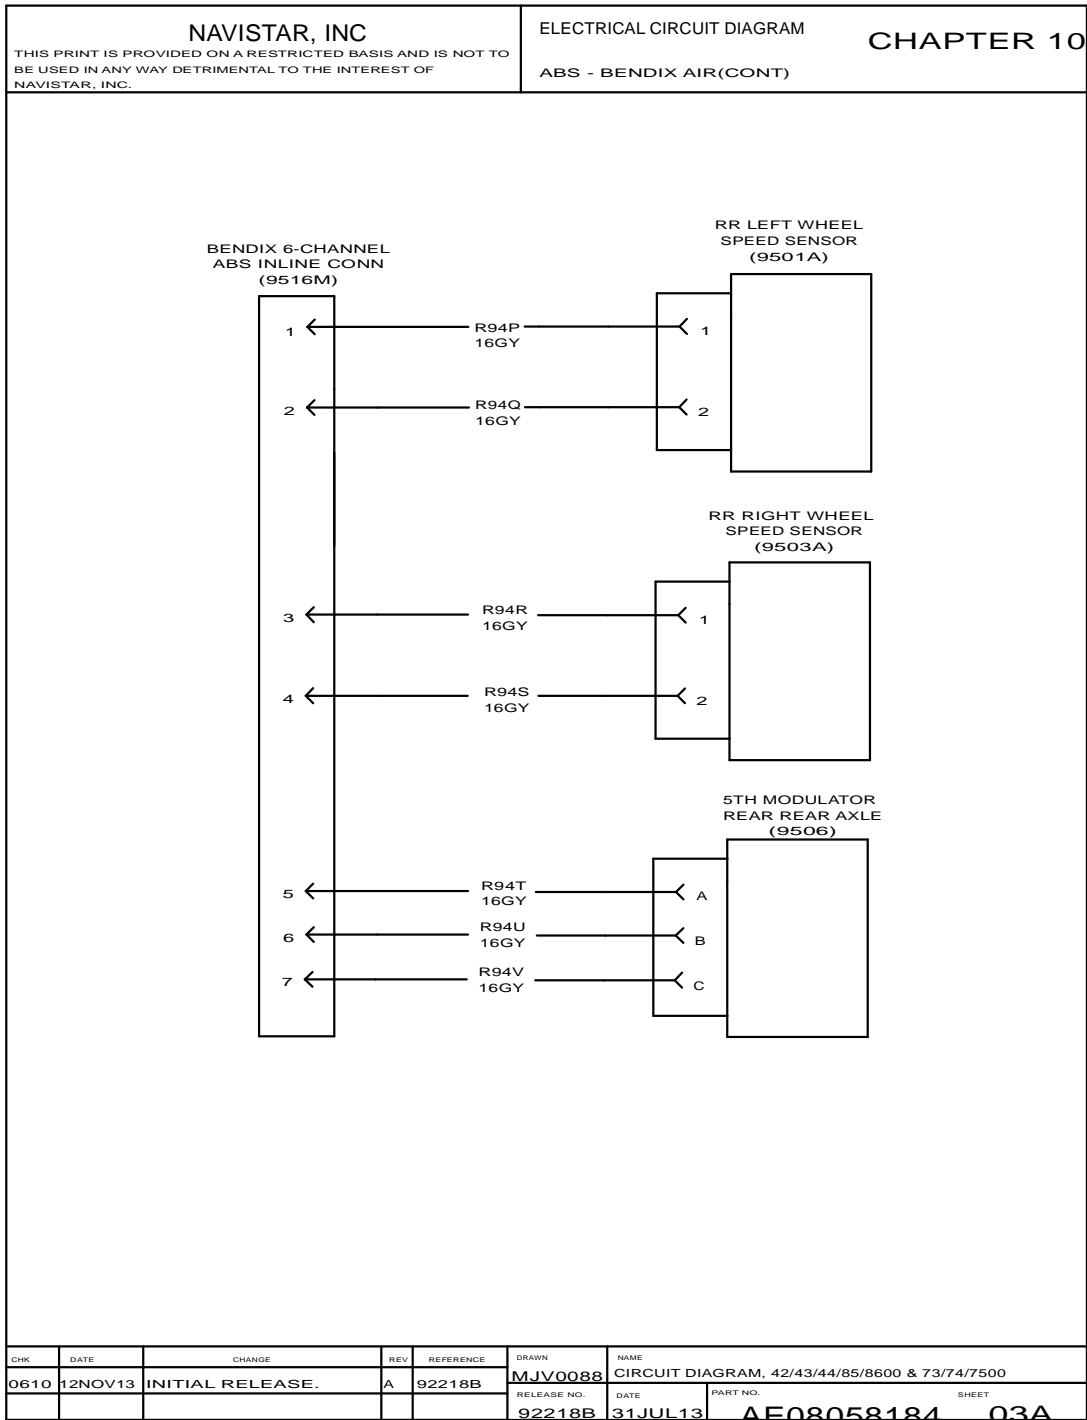 NAVISTAR, INC
THIS PRINT IS PROVIDED ON A RESTRICTED BASIS AND IS NOT TO
BE USED IN ANY WAY DETRIMENTAL TO THE INTEREST OF
NAVISTAR, INC.
ELECTRICAL CIRCUIT DIAGRAM
ABS - BENDIX AIR(CONT)
CHAPTER 10
BENDIX 6-CHANNEL
ABS INLINE CONN
(9516M)
RR LEFT WHEEL
SPEED SENSOR
(9501A)
1 R94P 1
16GY
2 R94Q 2
16GY
RR RIGHT WHEEL
SPEED SENSOR
(9503A)
3 R94R 1
16GY
4 R94S 2
16GY
5TH MODULATOR
REAR REAR AXLE
(9506)
5 R94T A
16GY
6 R94U B
16GY
7 R94V C
16GY
CHK DATE CHANGE REV REFERENCE
0610 12NOV13 INITIAL RELEASE. A 92218B
DRAWN
MJV0088
NAME
CIRCUIT DIAGRAM, 42/43/44/85/8600 & 73/74/7500
RELEASE NO. DATE PART NO. SHEET
92218B 31JUL13 AE08058184 03A